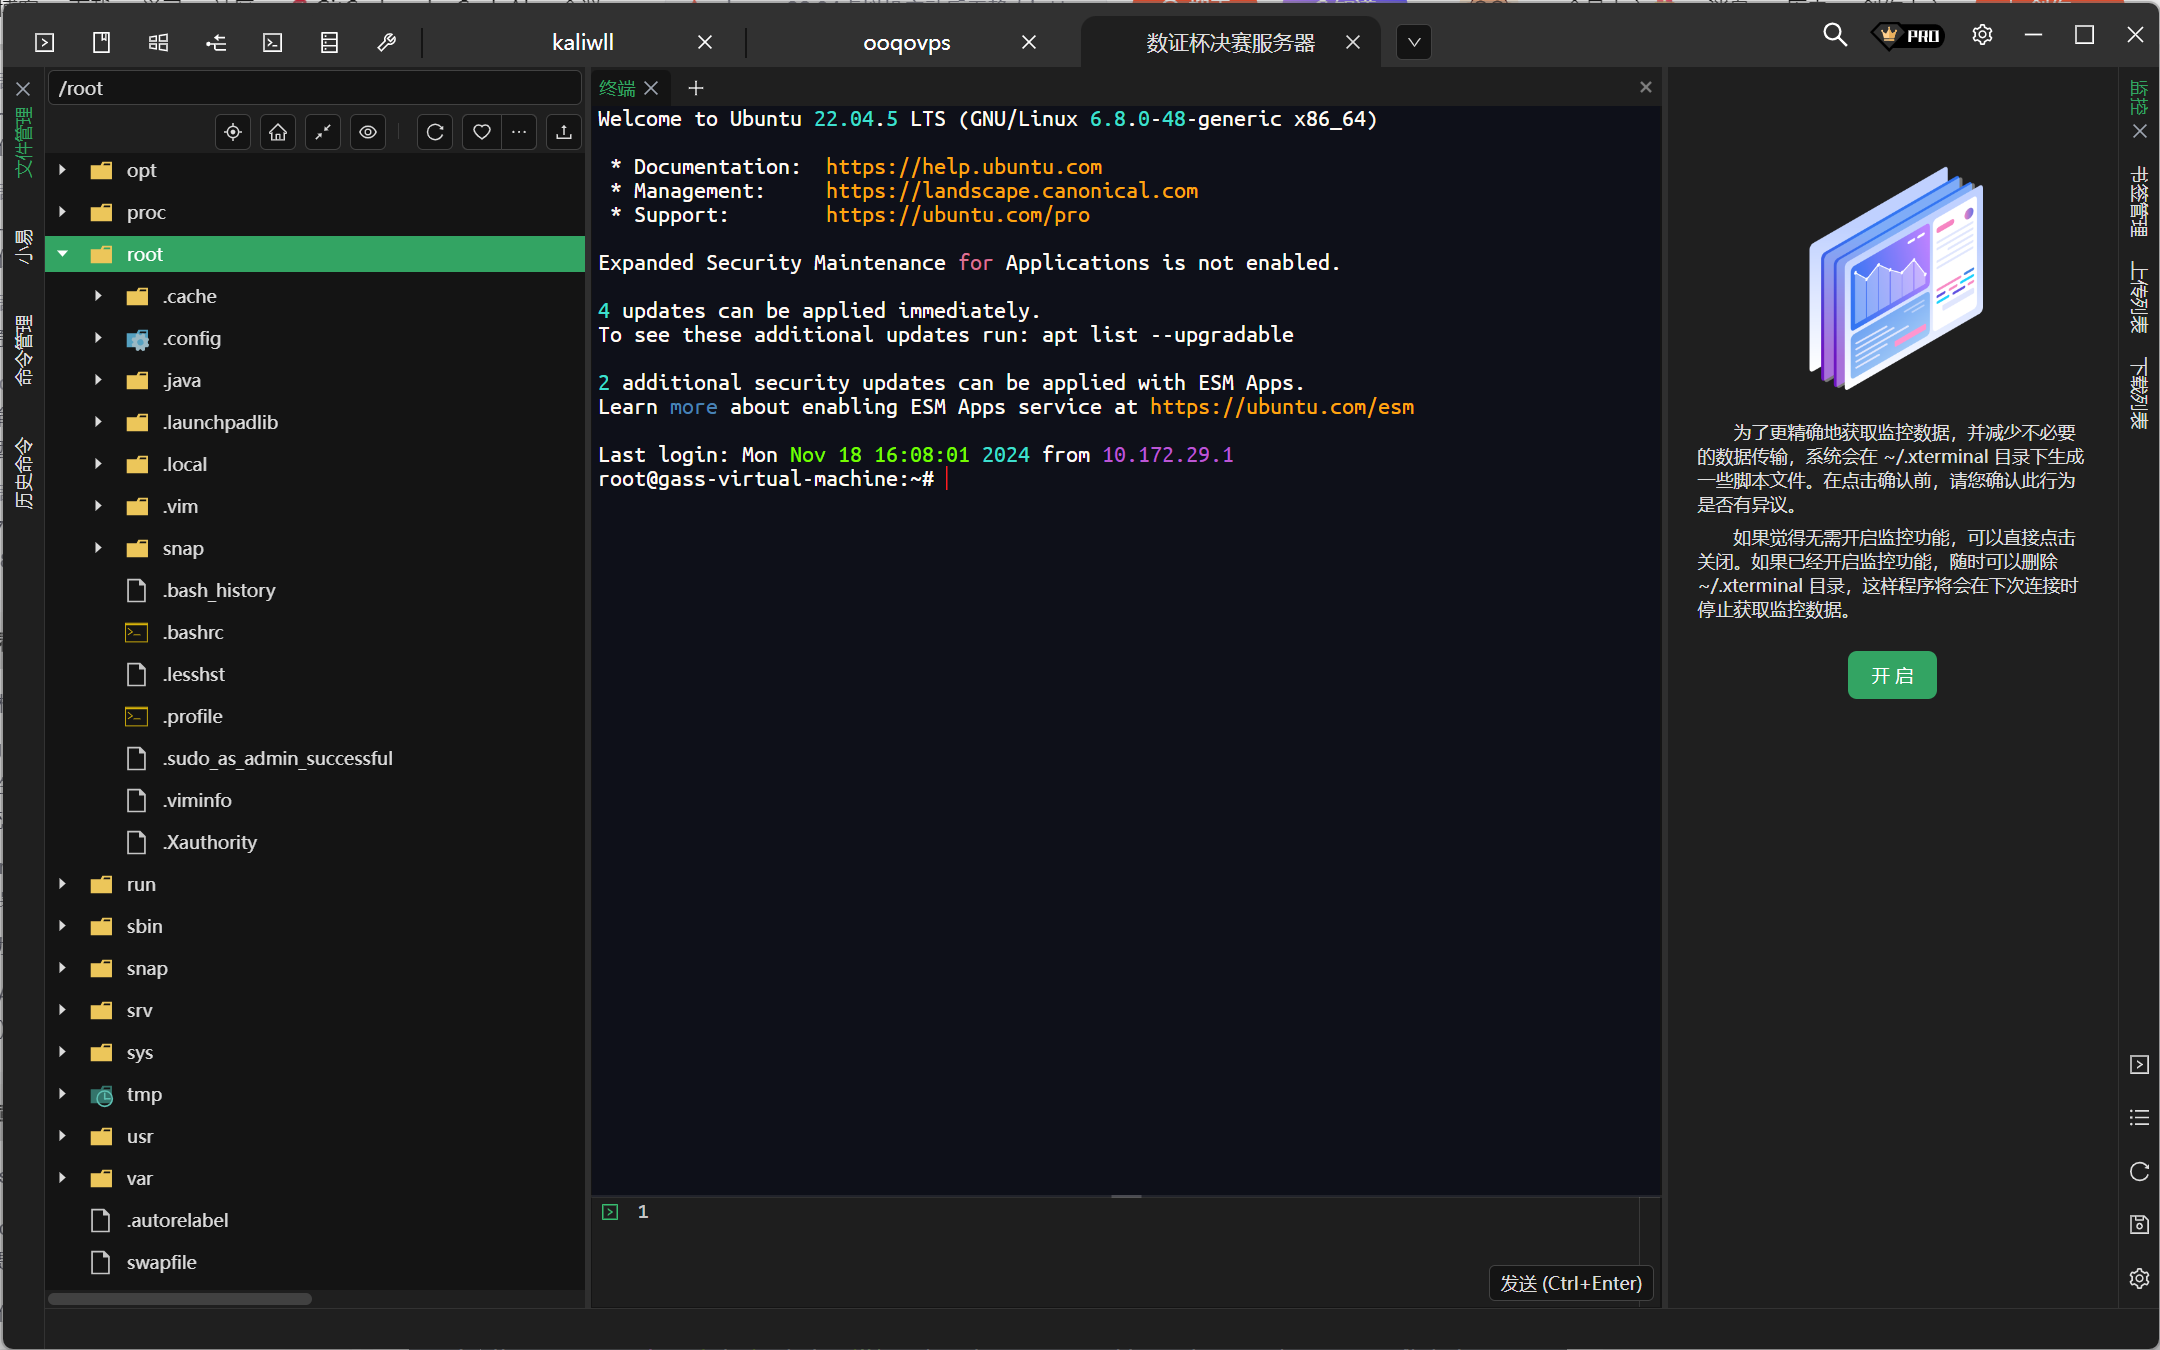 kaliwll
ooqovps
数证杯决赛服务器
PRO
文件管理
小易
命令管理
历史命令
/root
opt
proc
root
.cache
.config
.java
.launchpadlib
.local
.vim
snap
.bash_history
.bashrc
.lesshst
.profile
.sudo_as_admin_successful
.viminfo
.Xauthority
run
sbin
snap
srv
sys
tmp
usr
var
.autorelabel
swapfile
终端
Welcome to Ubuntu 22.04.5 LTS (GNU/Linux 6.8.0-48-generic x86_64)
* Documentation:  https://help.ubuntu.com
* Management:     https://landscape.canonical.com
* Support:        https://ubuntu.com/pro
Expanded Security Maintenance for Applications is not enabled.
4 updates can be applied immediately.
To see these additional updates run: apt list --upgradable
2 additional security updates can be applied with ESM Apps.
Learn more about enabling ESM Apps service at https://ubuntu.com/esm
Last login: Mon Nov 18 16:08:01 2024 from 10.172.29.1
root@gass-virtual-machine:~#
1
发送 (Ctrl+Enter)
为了更精确地获取监控数据，并减少不必要
的数据传输，系统会在 ~/.xterminal 目录下生成
一些脚本文件。在点击确认前，请您确认此行为
是否有异议。
如果觉得无需开启监控功能，可以直接点击
关闭。如果已经开启监控功能，随时可以删除
~/.xterminal 目录，这样程序将会在下次连接时
停止获取监控数据。
开启
监控
书签管理
上传列表
下载列表